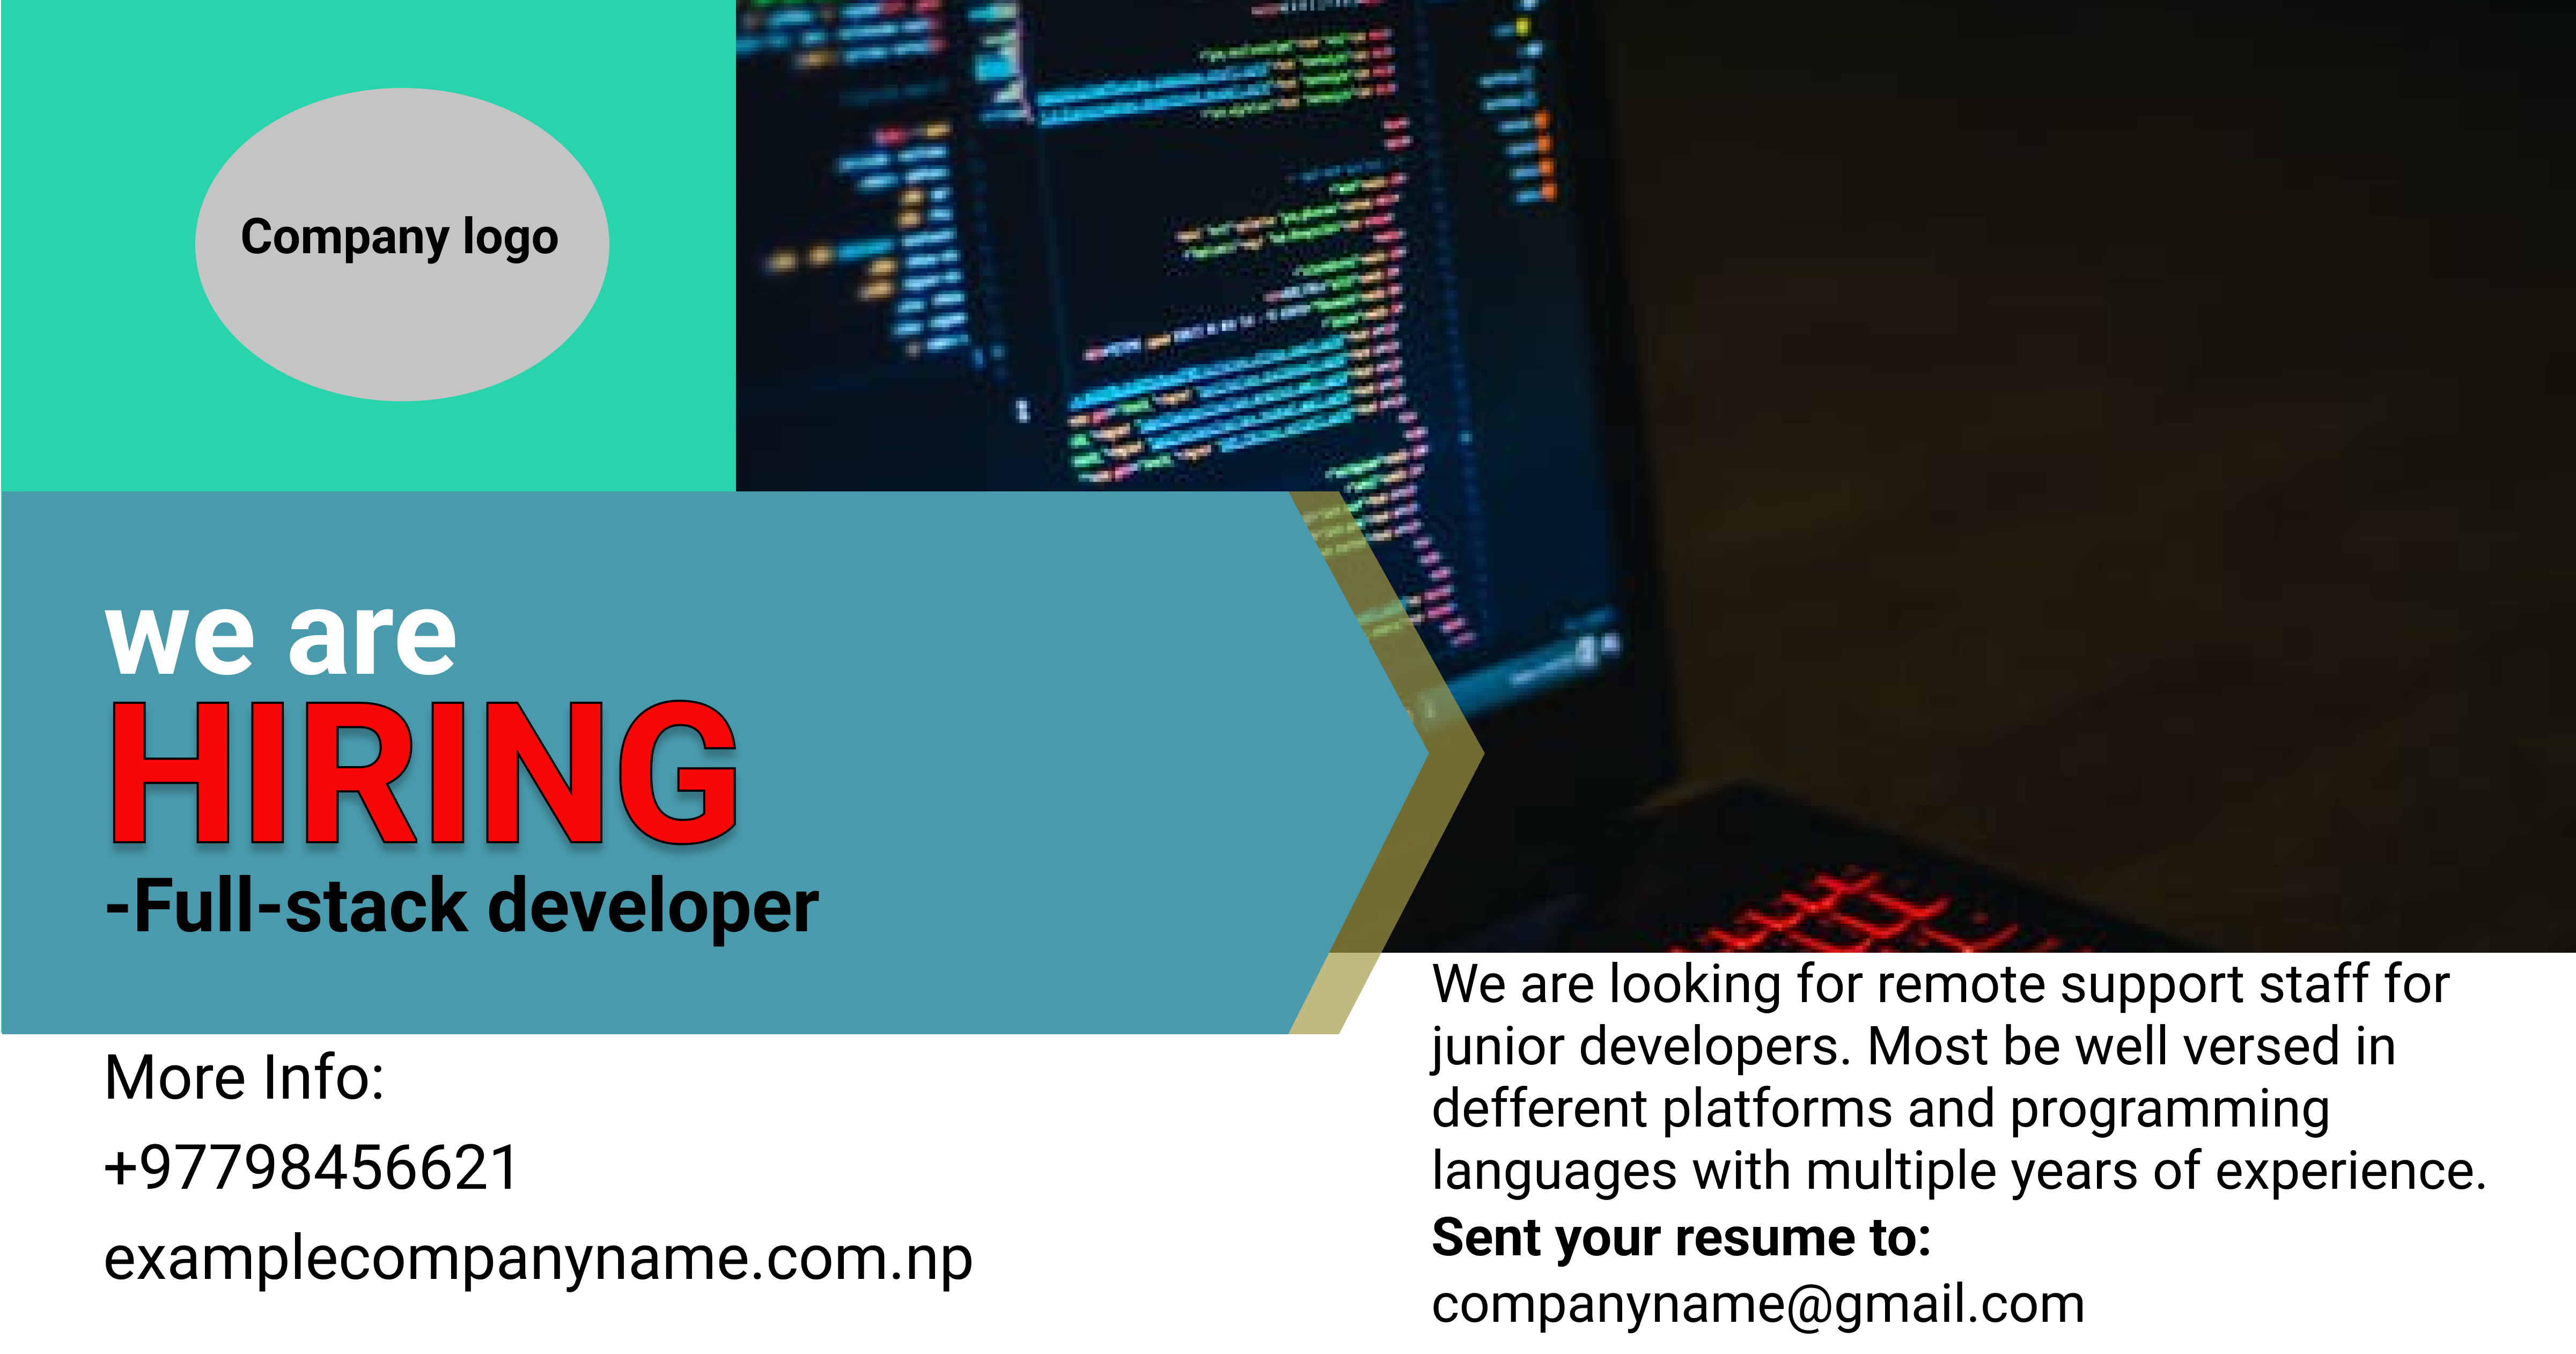 Company logo
we are
HIRING
-Full-stack developer
More Info:
+97798456621
examplecompanyname.com.np
We are looking for remote support staff for
junior developers. Most be well versed in
defferent platforms and programming
languages with multiple years of experience.
Sent your resume to:
companyname@gmail.com